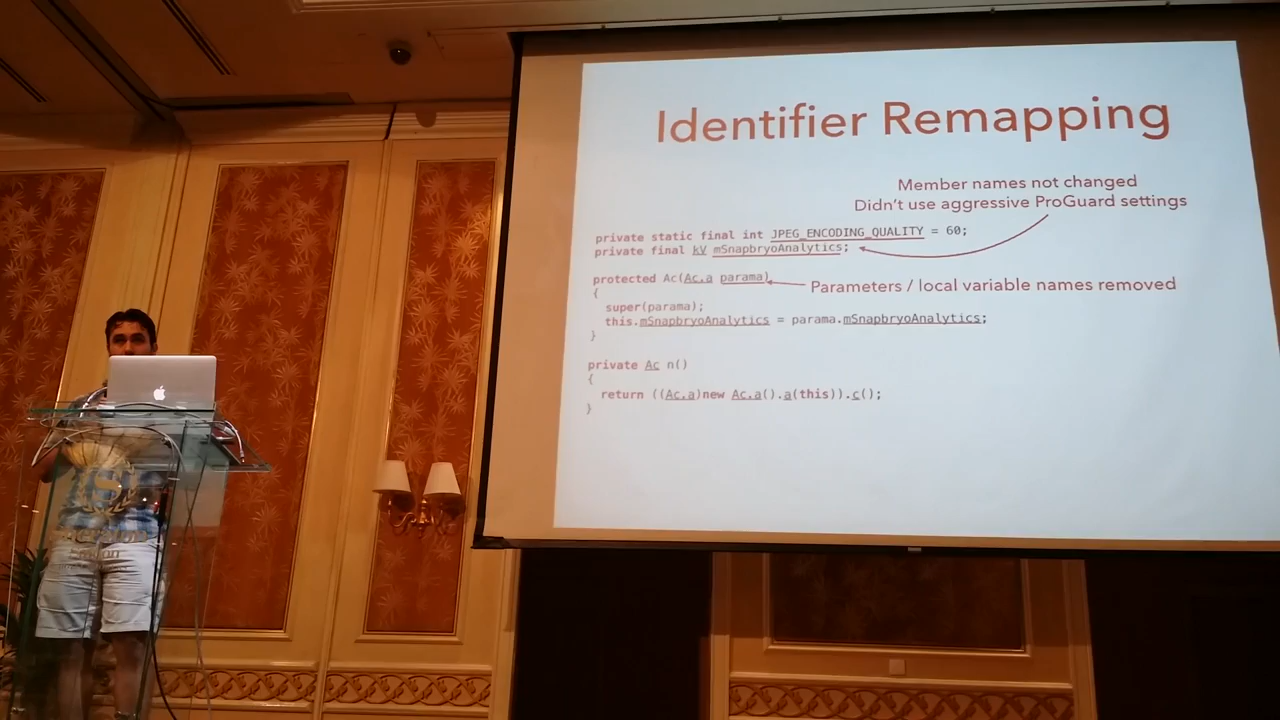 Identifier Remapping
Member names not changed
Didn't use aggressive ProGuard settings
private static final int JPEG_ENCODING_QUALITY = 60;
private final kV mSnapbryoAnalytics;
protected Ac(Ac.a parama)
Parameters / local variable names removed
{
super(parama);
this.mSnapbryoAnalytics = parama.mSnapbryoAnalytics;
}
private Ac n()
{
return ((Ac.a)new Ac.a().a(this)).c();
}
S